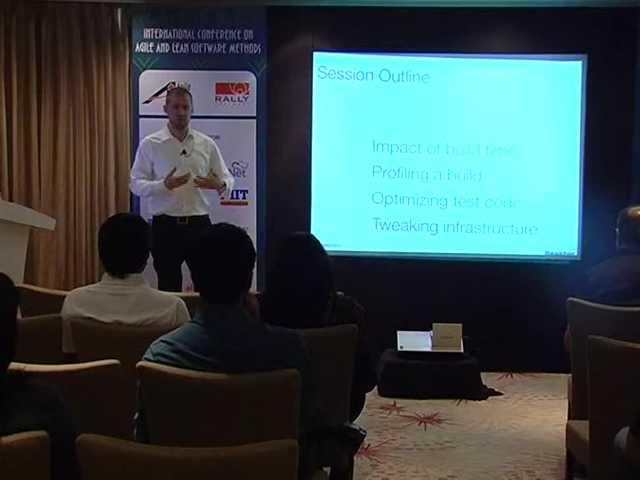 INTERNATIONAL CONFERENCE ON
AGILE AND LEAN SOFTWARE METHODS
RALLY
Session Outline
Impact of build time
Profiling a build
Optimizing test code
Tweaking infrastructure